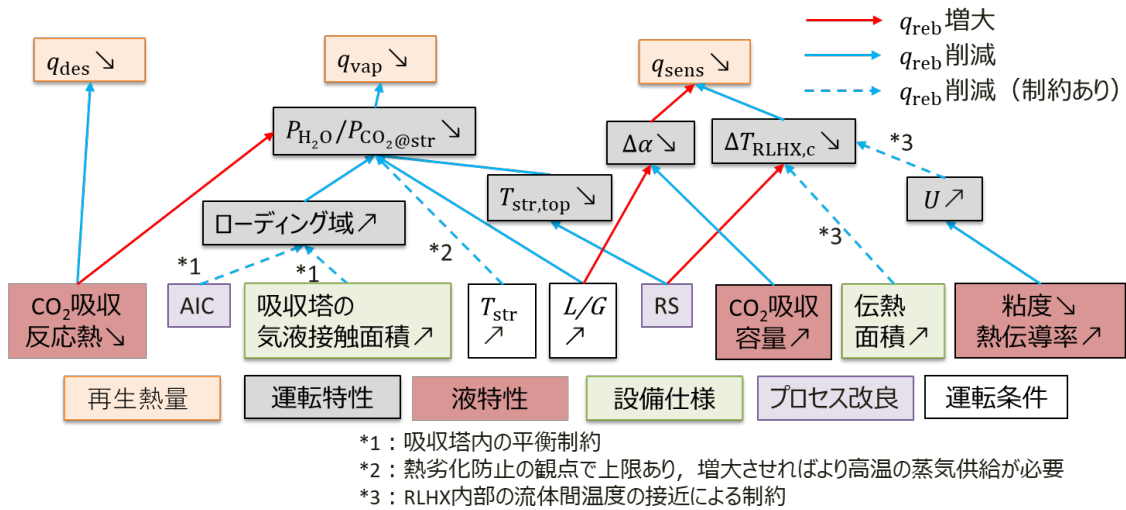 q_reb 増大
q_reb 削減
q_reb 削減（制約あり）
q_des ↘
q_vap ↘
q_sens ↘
P_H₂O/P_CO₂@str ↘
Δα ↘
ΔT_RLHX,c ↘
*3
T_str,top ↘
U ↗
ローディング域 ↗
*2
*3
*1
*1
CO₂吸収
反応熱↘
AIC
吸収塔の
気液接触面積↗
T_str
↗
L/G
↗
RS
CO₂吸収
容量↗
伝熱
面積↗
粘度↘
熱伝導率↗
再生熱量
運転特性
液特性
設備仕様
プロセス改良
運転条件
*1：吸収塔内の平衡制約
*2：熱劣化防止の観点で上限あり，増大させればより高温の蒸気供給が必要
*3：RLHX内部の流体間温度の接近による制約